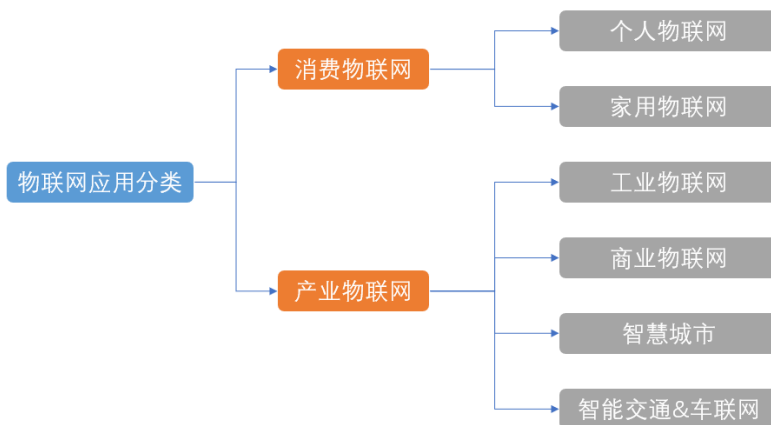 物联网应用分类
消费物联网
个人物联网
家用物联网
产业物联网
工业物联网
商业物联网
智慧城市
智能交通&车联网